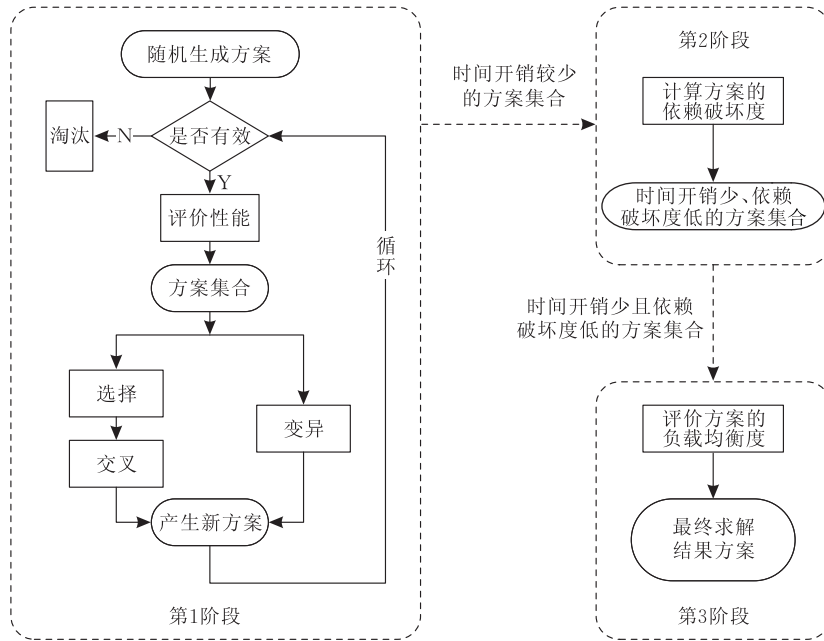 随机生成方案
是否有效
N
淘汰
Y
评价性能
方案集合
选择
交叉
变异
产生新方案
循
环
第1阶段
时间开销较少
的方案集合
第2阶段
计算方案的
依赖破坏度
时间开销少、依赖
破坏度低的方案集合
时间开销少且依赖
破坏度低的方案集合
评价方案的
负载均衡度
最终求解
结果方案
第3阶段